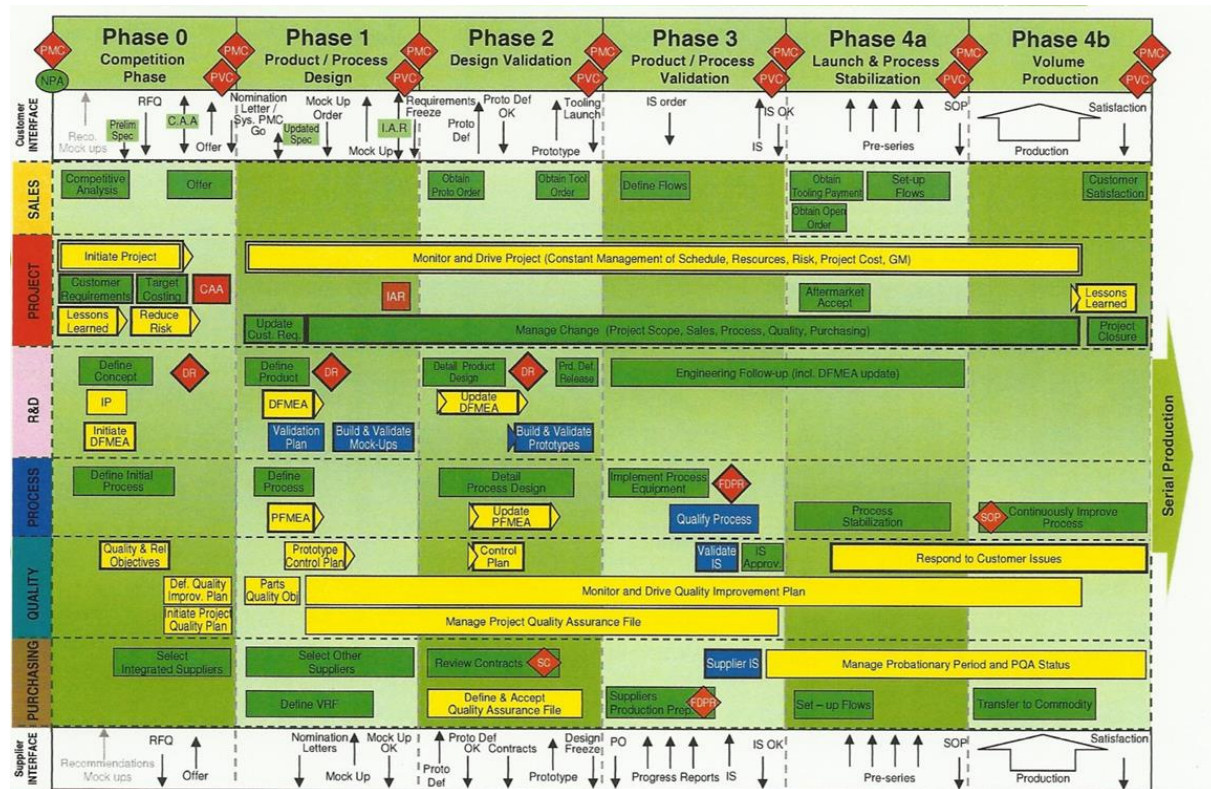 Phase 0
Competition
Phase
Phase 1
Product / Process
Design
Phase 2
Design Validation
Phase 3
Product / Process
Validation
Phase 4a
Launch & Process
Stabilization
Phase 4b
Volume
Production
PMC
NPA
PMC
PVC
PMC
PVC
PMC
PVC
PMC
PVC
PMC
PVC
PMC
PVC
Customer
INTERFACE
Reco.
Mock ups
Prelim
Spec
RFQ
C.A.A
Offer
Nomination
Letter /
Sys. PMC
Go
Updated
Spec
Mock Up
Order
Mock Up
I.A.R
Requirements
Freeze
Proto
Def
Proto Def
OK
Prototype
Tooling
Launch
IS order
IS OK
IS
Pre-series
SOP
Production
Satisfaction
SALES
Competitive
Analysis
Offer
Obtain
Proto Order
Obtain Tool
Order
Define Flows
Obtain
Tooling Payment
Obtain Open
Order
Set-up
Flows
Customer
Satisfaction
PROJECT
Initiate Project
Monitor and Drive Project (Constant Management of Schedule, Resources, Risk, Project Cost, GM)
Customer
Requirements
Target
Costing
CAA
IAR
Aftermarket
Accept
Lessons
Learned
Lessons
Learned
Reduce
Risk
Update
Cust. Req.
Manage Change (Project Scope, Sales, Process, Quality, Purchasing)
Project
Closure
R&D
Define
Concept
DR
Define
Product
DR
Detail Product
Design
DR
Prd. Def.
Release
Engineering Follow-up (incl. DFMEA update)
IP
DFMEA
Update
DFMEA
Initiate
DFMEA
Validation
Plan
Build & Validate
Mock-Ups
Build & Validate
Prototypes
PROCESS
Define Initial
Process
Define
Process
Detail
Process Design
Implement Process
Equipment
FDPR
PFMEA
Update
PFMEA
Qualify Process
Process
Stabilization
SOP
Continuously Improve
Process
QUALITY
Quality & Rel
Objectives
Prototype
Control Plan
Control
Plan
Validate
IS
IS
Approv.
Respond to Customer Issues
Def. Quality
Improv. Plan
Parts
Quality Obj
Monitor and Drive Quality Improvement Plan
Initiate Project
Quality Plan
Manage Project Quality Assurance File
PURCHASING
Select
Integrated Suppliers
Select Other
Suppliers
Review Contracts
SC
Supplier IS
Manage Probationary Period and PQA Status
Define VRF
Define & Accept
Quality Assurance File
Suppliers
Production Prep
FDPR
Set – up Flows
Transfer to Commodity
Supplier
INTERFACE
Recommendations
Mock ups
RFQ
Offer
Nomination
Letters
Mock Up
Mock Up
OK
Proto
Def
Proto Def
OK
Contracts
Prototype
Design
Freeze
PO
Progress Reports
IS
IS OK
Pre-series
SOP
Production
Satisfaction
Serial Production